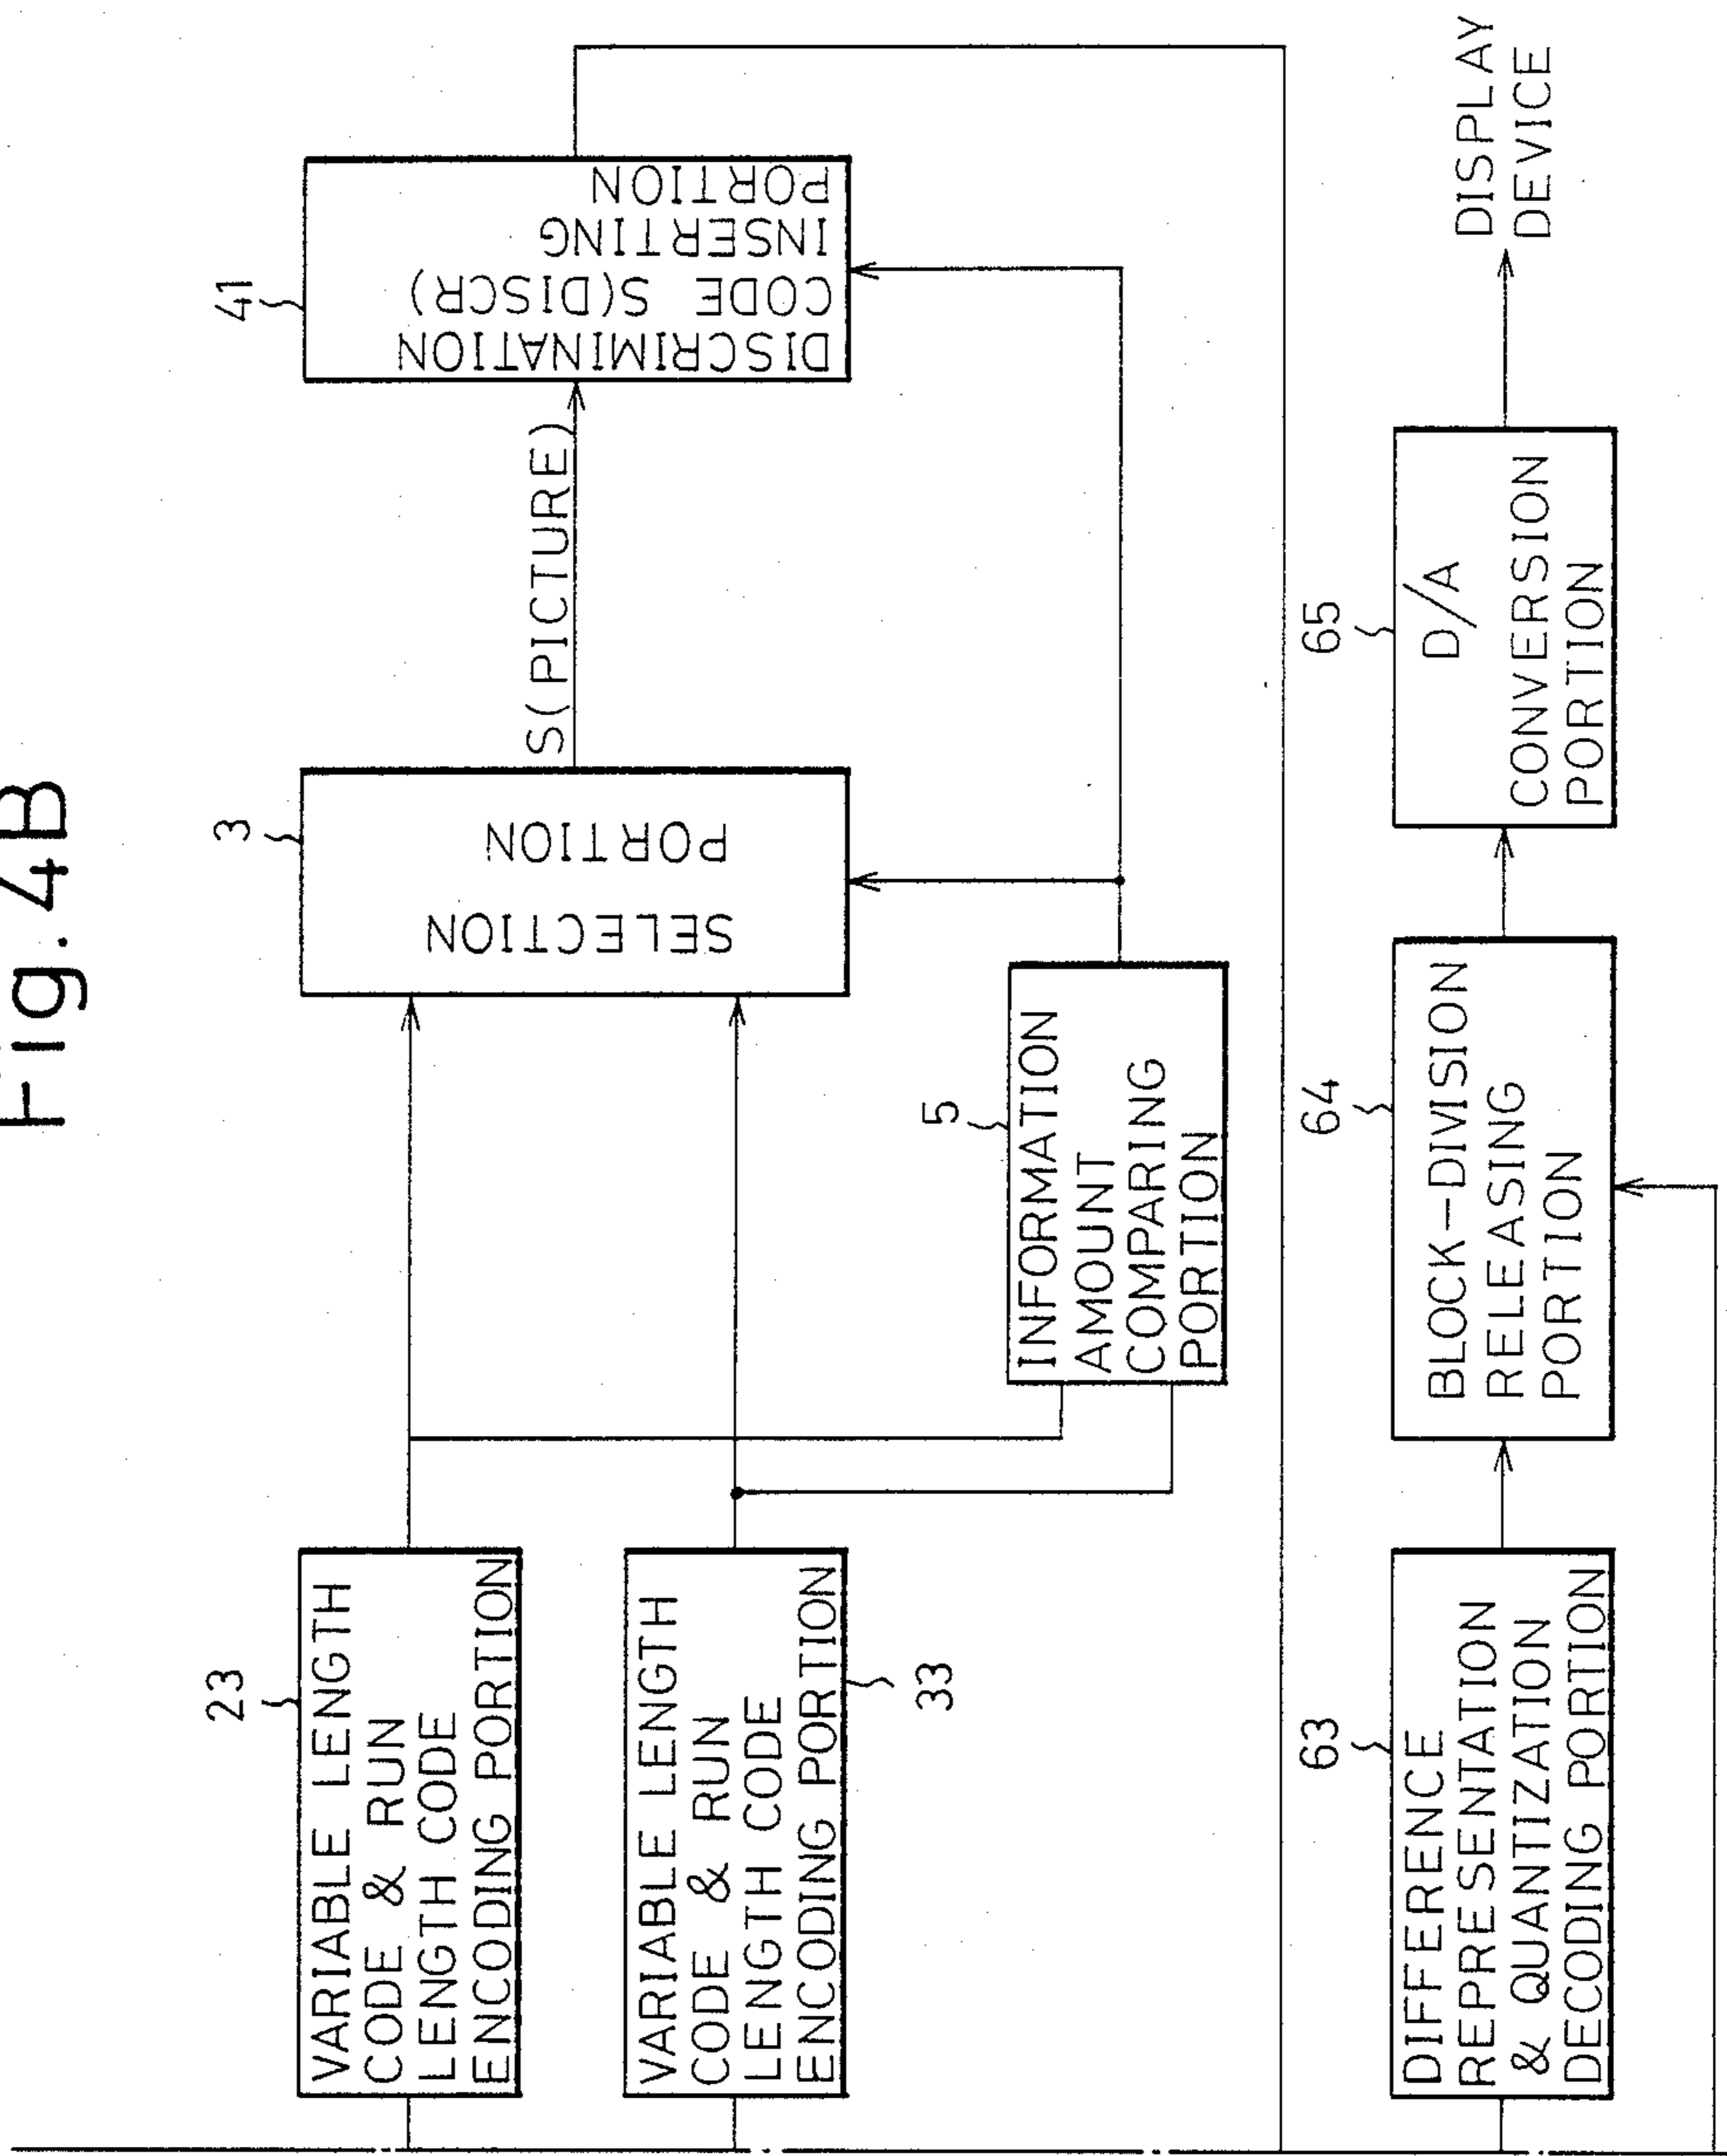 Fig. 4B
23
VARIABLE LENGTH
CODE & RUN
LENGTH CODE
ENCODING PORTION
VARIABLE LENGTH
CODE & RUN
LENGTH CODE
ENCODING PORTION
33
3
SELECTION
PORTION
S(PICTURE)
41
DISCRIMINATION
CODE S(DISCR)
INSERTING
PORTION
5
INFORMATION
AMOUNT
COMPARING
PORTION
63
DIFFERENCE
REPRESENTATION
& QUANTIZATION
DECODING PORTION
64
BLOCK-DIVISION
RELEASING
PORTION
65
D/A
CONVERSION
PORTION
DISPLAY
DEVICE